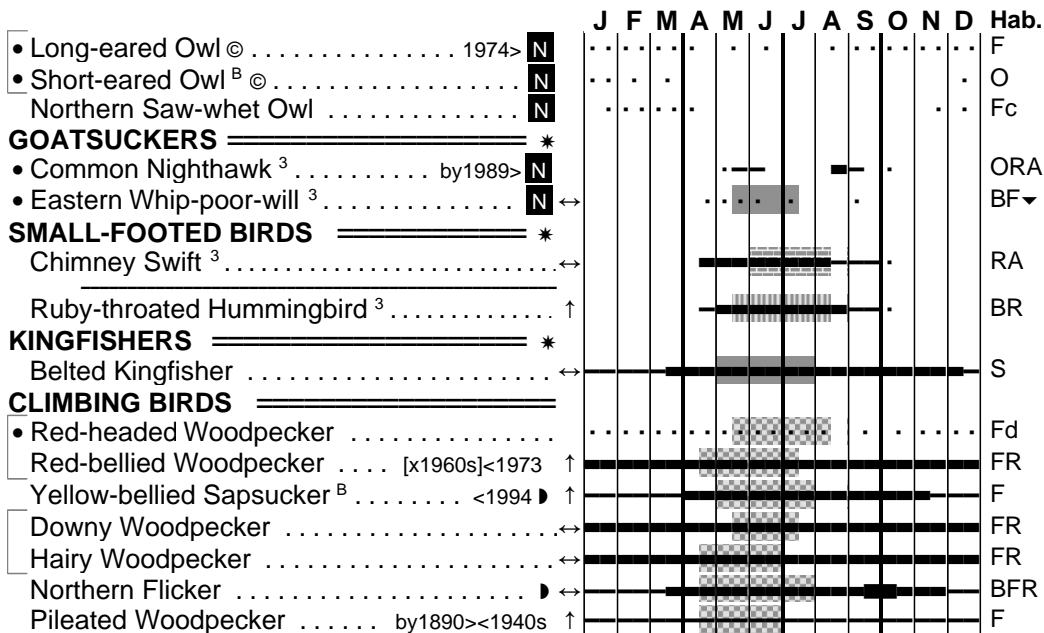 J F M A M J J A S O N D Hab.
• Long-eared Owl © . . . . . . . . . . . . . 1974> N F
• Short-eared Owl B © . . . . . . . . . . . . . . . . . . N O
Northern Saw-whet Owl . . . . . . . . . . . . . . N Fc
GOATSUCKERS ✷
• Common Nighthawk 3 . . . . . . . . . . by1989> N ORA
• Eastern Whip-poor-will 3 . . . . . . . . . . . . . . . N ↔ BF▾
SMALL-FOOTED BIRDS ✷
Chimney Swift 3 . . . . . . . . . . . . . . . . . . . . . . . . ↔ RA
Ruby-throated Hummingbird 3 . . . . . . . . . . . . . ↑ BR
KINGFISHERS ✷
Belted Kingfisher . . . . . . . . . . . . . . . . . . . . . . ↔ S
CLIMBING BIRDS
• Red-headed Woodpecker . . . . . . . . . . . . . . . Fd
Red-bellied Woodpecker . . . . [x1960s]<1973 ↑ FR
Yellow-bellied Sapsucker B . . . . . . . . <1994 ◗ ↑ F
Downy Woodpecker . . . . . . . . . . . . . . . . . . . . ↔ FR
Hairy Woodpecker . . . . . . . . . . . . . . . . . . . . . ↔ FR
Northern Flicker . . . . . . . . . . . . . . . . . . . . . ◗ ↔ BFR
Pileated Woodpecker . . . . . . by1890><1940s ↑ F